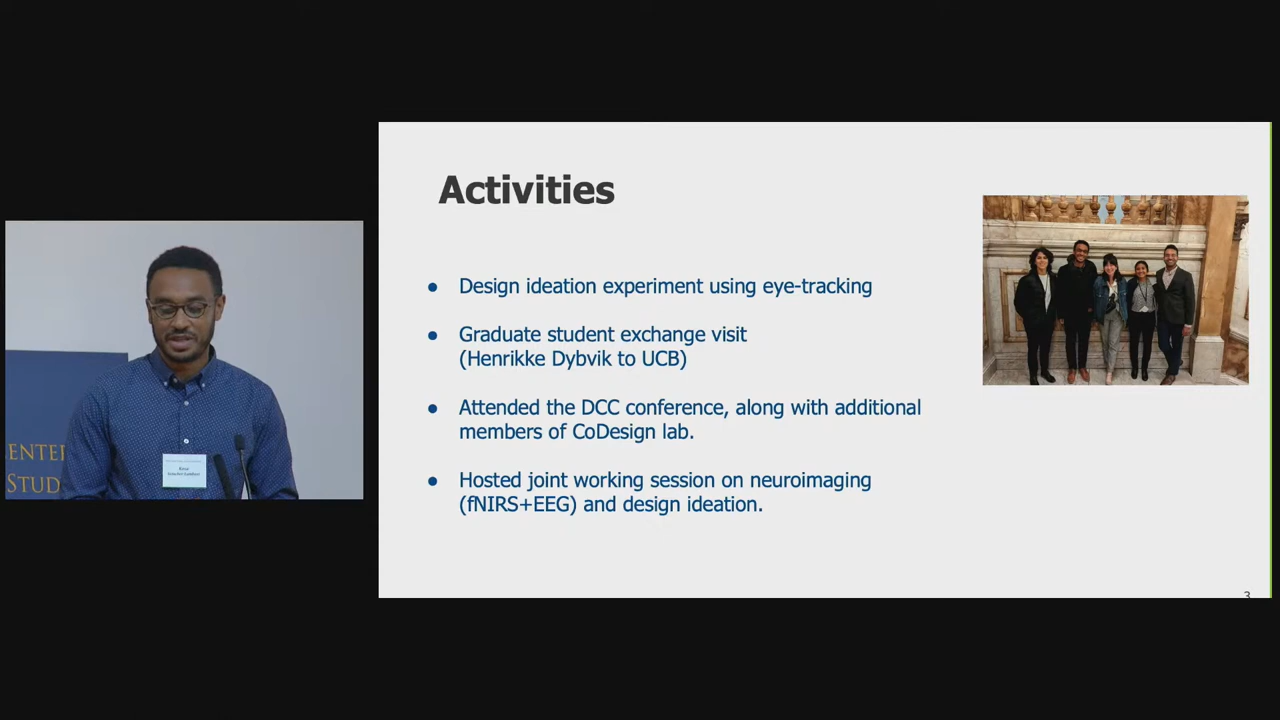 Activities
● Design ideation experiment using eye-tracking
● Graduate student exchange visit
(Henrikke Dybvik to UCB)
● Attended the DCC conference, along with additional
members of CoDesign lab.
● Hosted joint working session on neuroimaging
(fNIRS+EEG) and design ideation.
3
ENTE
STUD